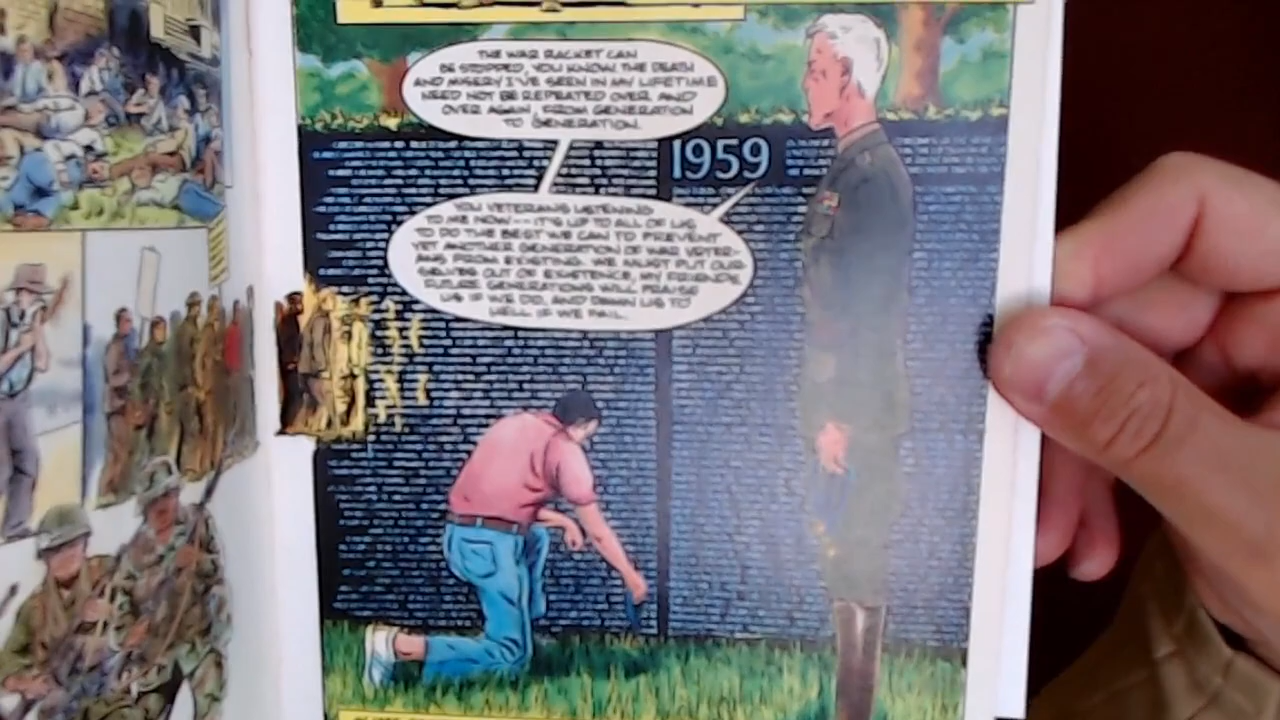 THE WAR RACKET CAN
BE STOPPED, YOU KNOW. THE DEATH
AND MISERY I'VE SEEN IN MY LIFETIME
NEED NOT BE REPEATED OVER AND
OVER AGAIN, FROM GENERATION
TO GENERATION.
1959
YOU VETERANS LISTENING
TO ME NOW -- IT'S UP TO ALL OF US
TO DO THE BEST WE CAN TO PREVENT
YET ANOTHER GENERATION OF WAR VETER-
ANS FROM EXISTING. WE MUST PUT OUR-
SELVES OUT OF EXISTENCE, MY FRIENDS.
FUTURE GENERATIONS WILL PRAISE
US IF WE DO, AND DAMN US TO
HELL IF WE FAIL.